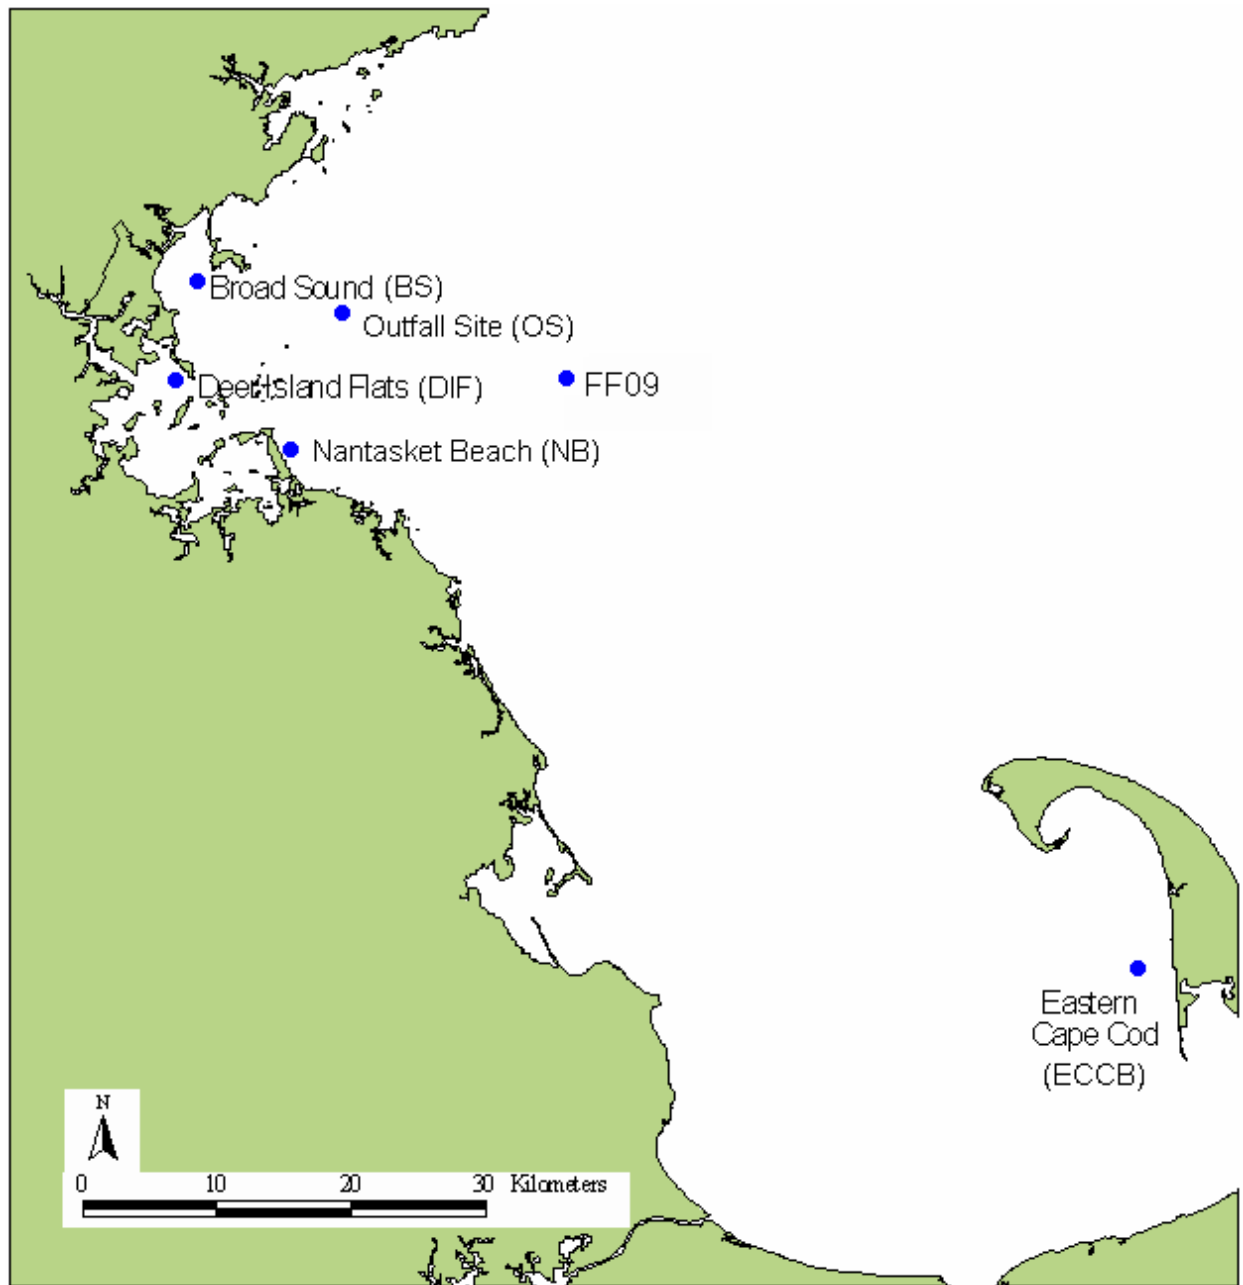 Broad Sound (BS)
Outfall Site (OS)
Deer Island Flats (DIF)
FF09
Nantasket Beach (NB)
Eastern
Cape Cod
(ECCB)
N
0 10 20 30 Kilometers